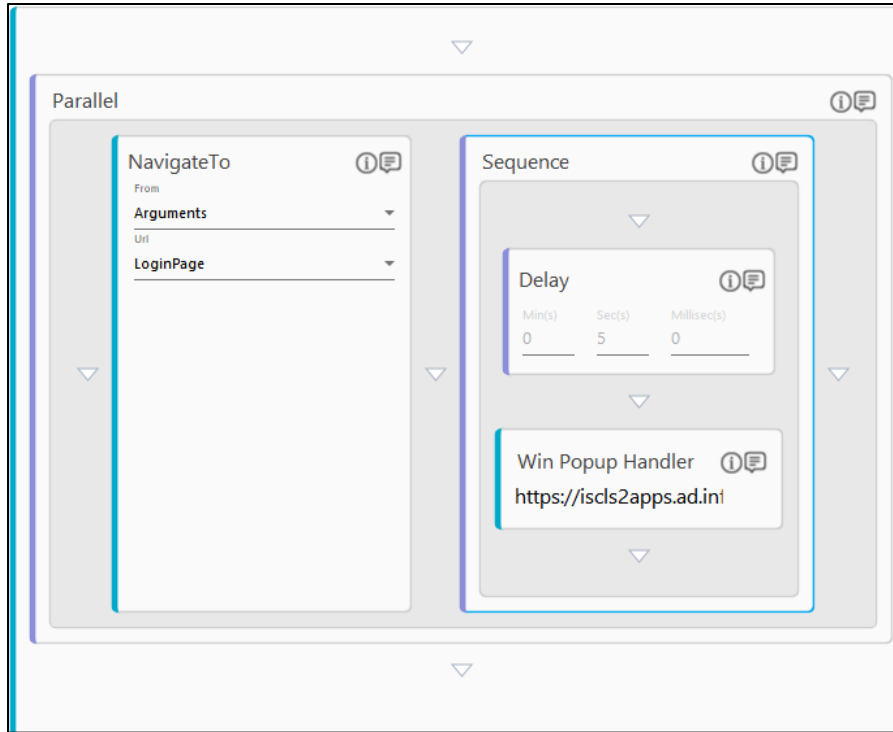 Parallel
NavigateTo
From
Arguments
Url
LoginPage
Sequence
Delay
Min(s) Sec(s) Millisec(s)
0 5 0
Win Popup Handler
https://iscls2apps.ad.inf